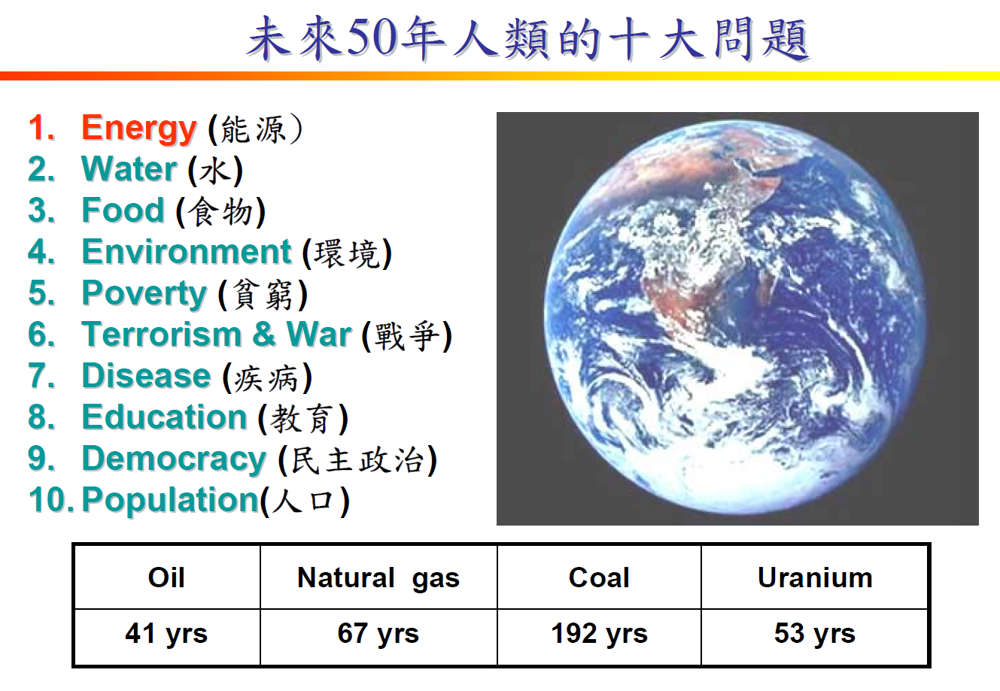 未來50年人類的十大問題
1. Energy (能源）
2. Water (水)
3. Food (食物)
4. Environment (環境)
5. Poverty (貧窮)
6. Terrorism & War (戰爭)
7. Disease (疾病)
8. Education (教育)
9. Democracy (民主政治)
10. Population(人口)
Oil Natural gas Coal Uranium
41 yrs 67 yrs 192 yrs 53 yrs